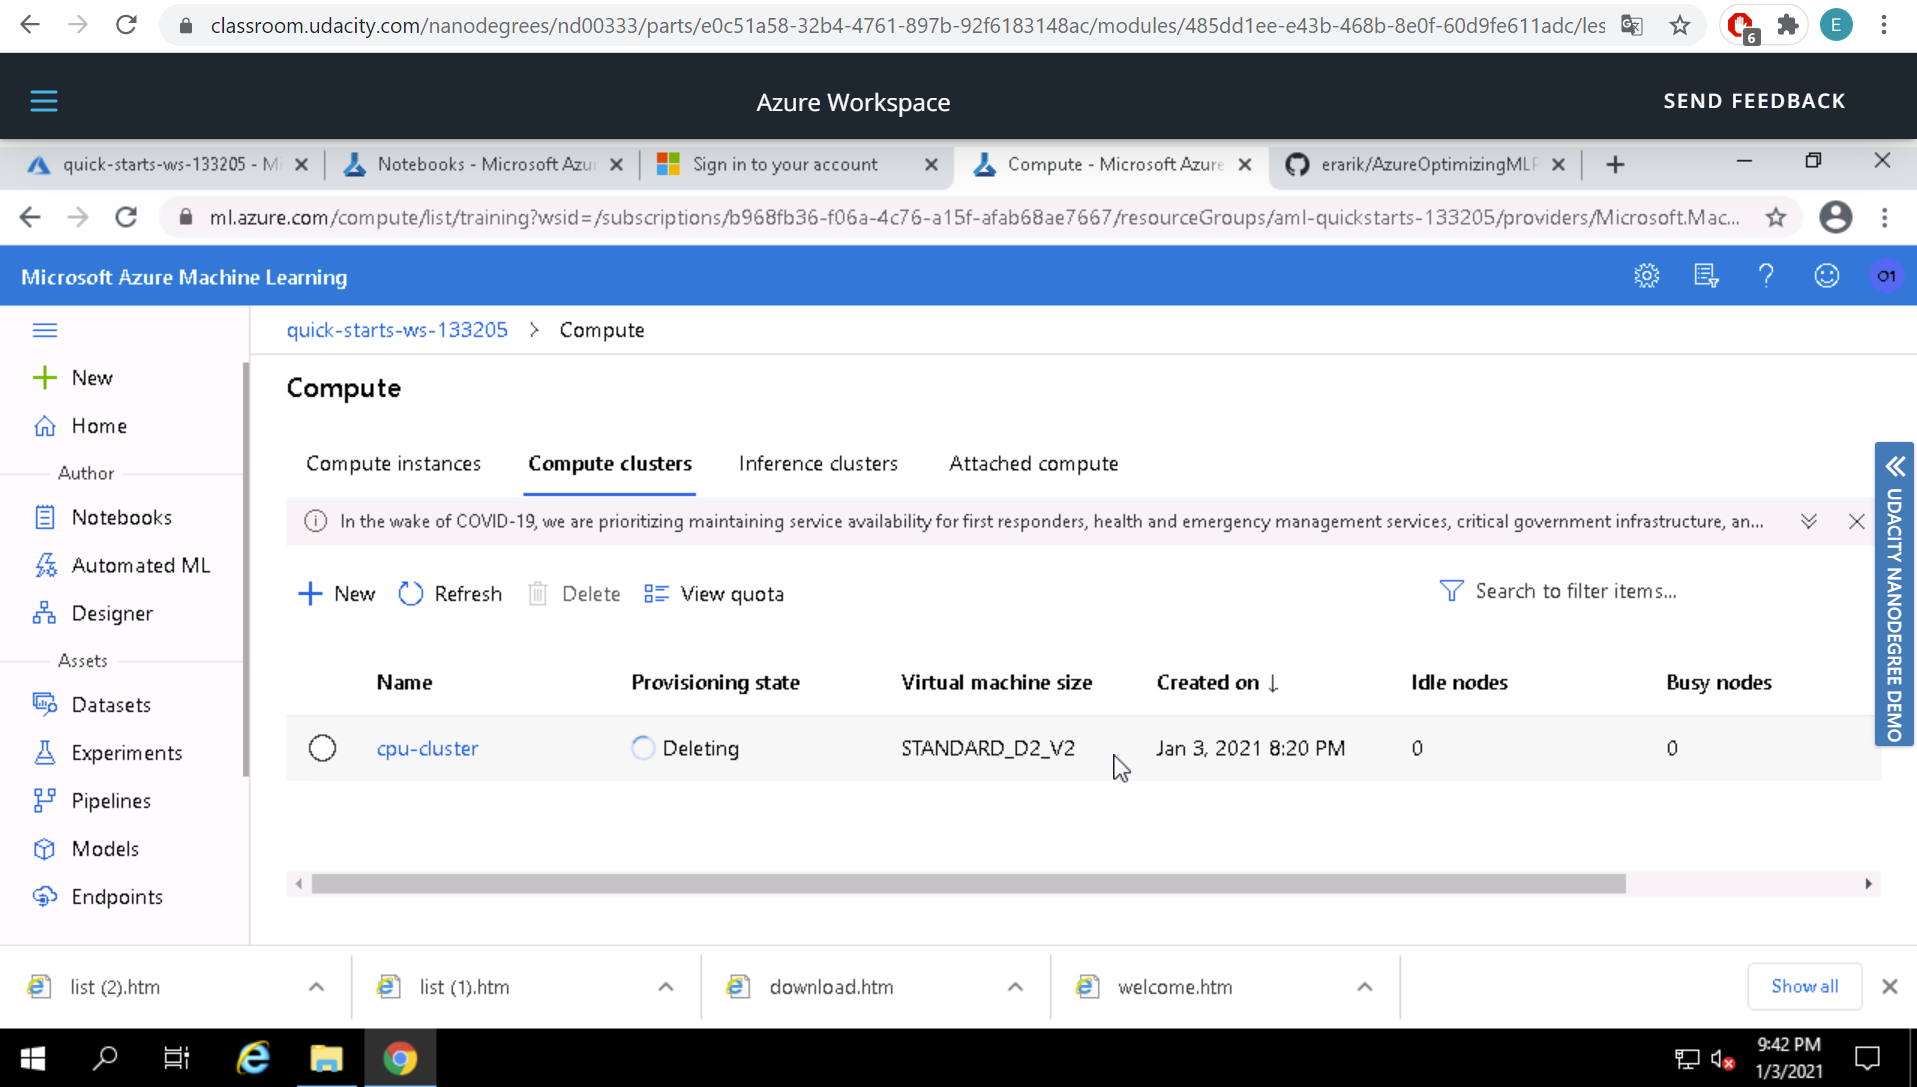 classroom.udacity.com/nanodegrees/nd00333/parts/e0c51a58-32b4-4761-897b-92f6183148ac/modules/485dd1ee-e43b-468b-8e0f-60d9fe611adc/les
6
E
Azure Workspace
SEND FEEDBACK
quick-starts-ws-133205 - Mi
Notebooks - Microsoft Azur
Sign in to your account
Compute - Microsoft Azure
erarik/AzureOptimizingMLP
ml.azure.com/compute/list/training?wsid=/subscriptions/b968fb36-f06a-4c76-a15f-afab68ae7667/resourceGroups/aml-quickstarts-133205/providers/Microsoft.Mac...
Microsoft Azure Machine Learning
O1
quick-starts-ws-133205 > Compute
New
Home
Author
Notebooks
Automated ML
Designer
Assets
Datasets
Experiments
Pipelines
Models
Endpoints
Compute
Compute instances
Compute clusters
Inference clusters
Attached compute
In the wake of COVID-19, we are prioritizing maintaining service availability for first responders, health and emergency management services, critical government infrastructure, an...
New
Refresh
Delete
View quota
Search to filter items...
Name Provisioning state Virtual machine size Created on ↓ Idle nodes Busy nodes
cpu-cluster Deleting STANDARD_D2_V2 Jan 3, 2021 8:20 PM 0 0
UDACITY NANODEGREE DEMO
list (2).htm
list (1).htm
download.htm
welcome.htm
Show all
9:42 PM
1/3/2021